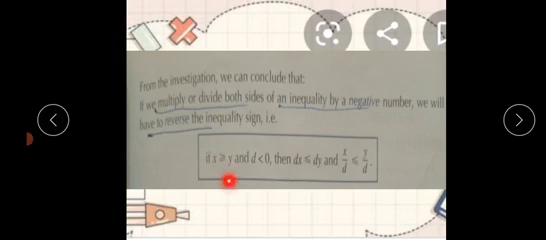 From the investigation, we can conclude that:
If we multiply or divide both sides of an inequality by a negative number, we will
have to reverse the inequality sign, i.e.
if x ⩾ y and d < 0, then dx ⩽ dy and x/d ⩽ y/d.